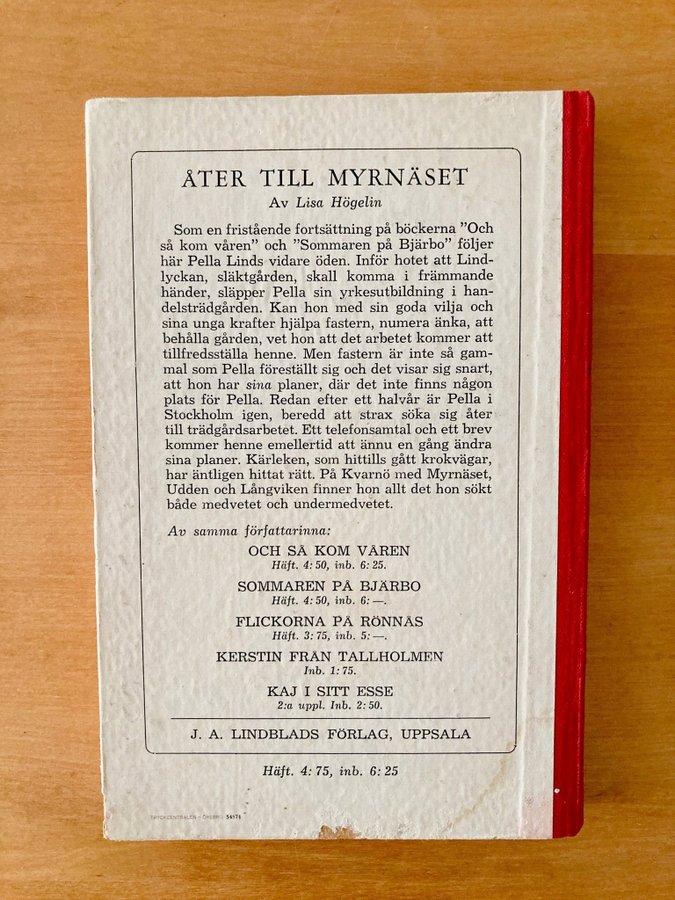 ÅTER TILL MYRNÄSET
Av Lisa Högelin
Som en fristående fortsättning på böckerna "Och
så kom våren" och "Sommaren på Bjärbo" följer
här Pella Linds vidare öden. Inför hotet att Lind-
lyckan, släktgården, skall komma i främmande
händer, släpper Pella sin yrkesutbildning i han-
delsträdgården. Kan hon med sin goda vilja och
sina unga krafter hjälpa fastern, numera änka, att
behålla gården, vet hon att det arbetet kommer att
tillfredsställa henne. Men fastern är inte så gam-
mal som Pella föreställt sig och det visar sig snart,
att hon har sina planer, där det inte finns någon
plats för Pella. Redan efter ett halvår är Pella i
Stockholm igen, beredd att strax söka sig åter
till trädgårdsarbetet. Ett telefonsamtal och ett brev
kommer henne emellertid att ännu en gång ändra
sina planer. Kärleken, som hittills gått krokvägar,
har äntligen hittat rätt. På Kvarnö med Myrnäset,
Udden och Långviken finner hon allt det hon sökt
både medvetet och undermedvetet.
Av samma författarinna:
OCH SÅ KOM VÅREN
Häft. 4: 50, inb. 6: 25.
SOMMAREN PÅ BJÄRBO
Häft. 4: 50, inb. 6: —.
FLICKORNA PÅ RÖNNÄS
Häft. 3: 75, inb. 5: —.
KERSTIN FRÅN TALLHOLMEN
Inb. 1: 75.
KAJ I SITT ESSE
2:a uppl. Inb. 2: 50.
J. A. LINDBLADS FÖRLAG, UPPSALA
Häft. 4: 75, inb. 6: 25
TRYCKCENTRALEN - ÖREBRO 54974